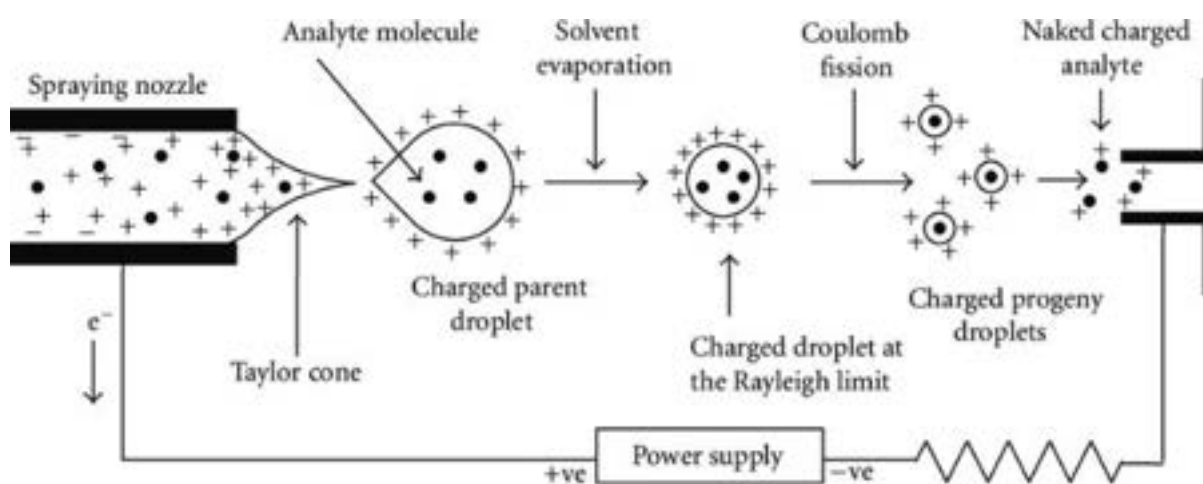 Spraying nozzle
Analyte molecule
Solvent
evaporation
Coulomb
fission
Naked charged
analyte
Charged parent
droplet
Taylor cone
Charged droplet at
the Rayleigh limit
Charged progeny
droplets
e⁻
+ve
Power supply
−ve